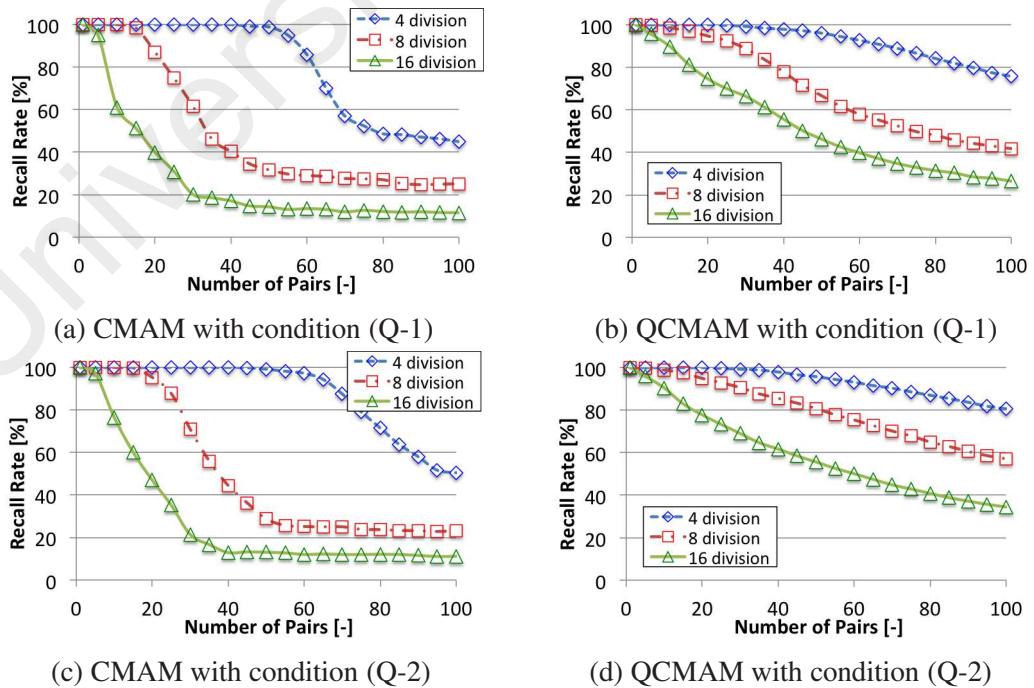 Univers
100
80
60
40
20
0
Recall Rate [%]
0 20 40 60 80 100
Number of Pairs [-]
4 division
8 division
16 division
(a) CMAM with condition (Q-1)
100
80
60
40
20
0
Recall Rate [%]
0 20 40 60 80 100
Number of Pairs [-]
4 division
8 division
16 division
(b) QCMAM with condition (Q-1)
100
80
60
40
20
0
Recall Rate [%]
0 20 40 60 80 100
Number of Pairs [-]
4 division
8 division
16 division
(c) CMAM with condition (Q-2)
100
80
60
40
20
0
Recall Rate [%]
0 20 40 60 80 100
Number of Pairs [-]
4 division
8 division
16 division
(d) QCMAM with condition (Q-2)